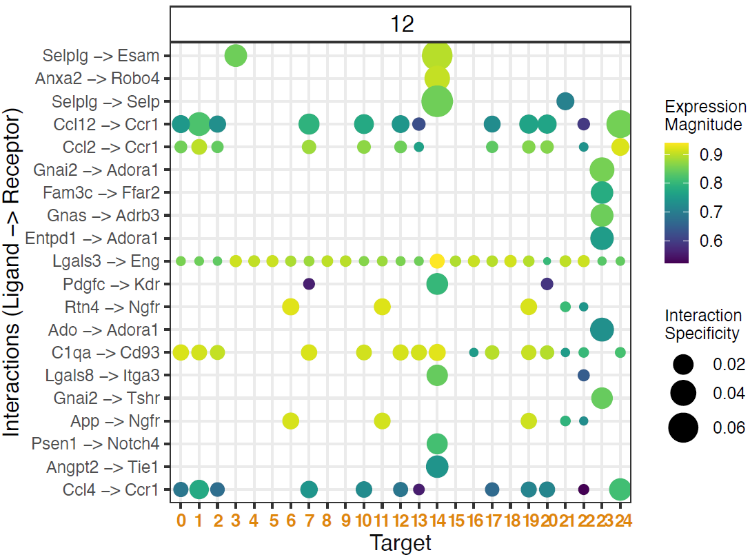 12
Interactions (Ligand −> Receptor)
Selplg −> Esam
Anxa2 −> Robo4
Selplg −> Selp
Ccl12 −> Ccr1
Ccl2 −> Ccr1
Gnai2 −> Adora1
Fam3c −> Ffar2
Gnas −> Adrb3
Entpd1 −> Adora1
Lgals3 −> Eng
Pdgfc −> Kdr
Rtn4 −> Ngfr
Ado −> Adora1
C1qa −> Cd93
Lgals8 −> Itga3
Gnai2 −> Tshr
App −> Ngfr
Psen1 −> Notch4
Angpt2 −> Tie1
Ccl4 −> Ccr1
0 1 2 3 4 5 6 7 8 9 10 11 12 13 14 15 16 17 18 19 20 21 22 23 24
Target
Expression
Magnitude
0.9
0.8
0.7
0.6
Interaction
Specificity
0.02
0.04
0.06